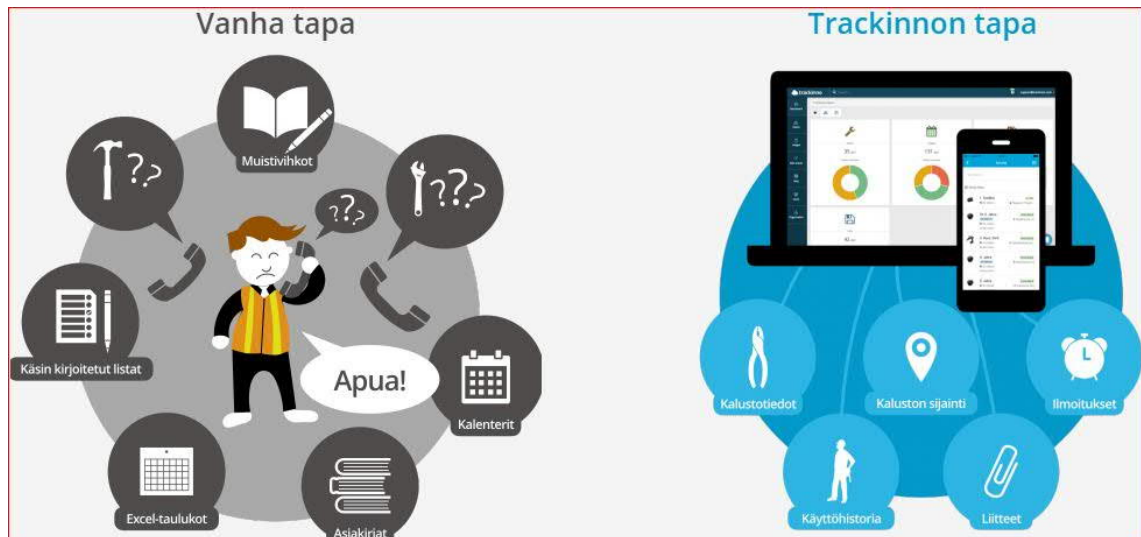 Vanha tapa
Muistivihkot
??
???
???
Käsin kirjoitetut listat
Apua!
Kalenterit
Excel-taulukot
Asiakirjat
Trackinnon tapa
trackinno
Kalustotiedot
Kaluston sijainti
Ilmoitukset
Käyttöhistoria
Liitteet